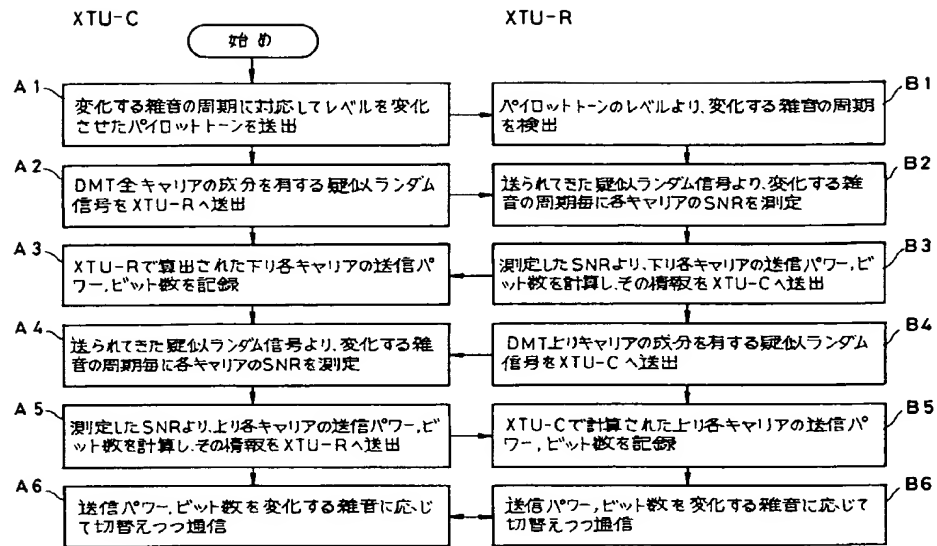 XTU-C
XTU-R
始め
A1
変化する雑音の周期に対応してレベルを変化
させたパイロットトーンを送出
B1
パイロットトーンのレベルより、変化する雑音の周期
を検出
A2
DMT全キャリアの成分を有する疑似ランダム
信号をXTU-Rへ送出
B2
送られてきた疑似ランダム信号より、変化する雑
音の周期毎に各キャリアのSNRを測定
A3
XTU-Rで算出された下り各キャリアの送信パ
ワー,ビット数を記録
B3
測定したSNRより、下り各キャリアの送信パワー,ビ
ット数を計算し、その情報をXTU-Cへ送出
A4
送られてきた疑似ランダム信号より、変化する雑
音の周期毎に各キャリアのSNRを測定
B4
DMT上りキャリアの成分を有する疑似ランダム
信号をXTU-Cへ送出
A5
測定したSNRより、上り各キャリアの送信パワー,ビ
ット数を計算し、その情報をXTU-Rへ送出
B5
XTU-Cで計算された上り各キャリアの送信パ
ワー,ビット数を記録
A6
送信パワー,ビット数を変化する雑音に応じ
て切替えつつ通信
B6
送信パワー,ビット数を変化する雑音に応じて
切替えつつ通信